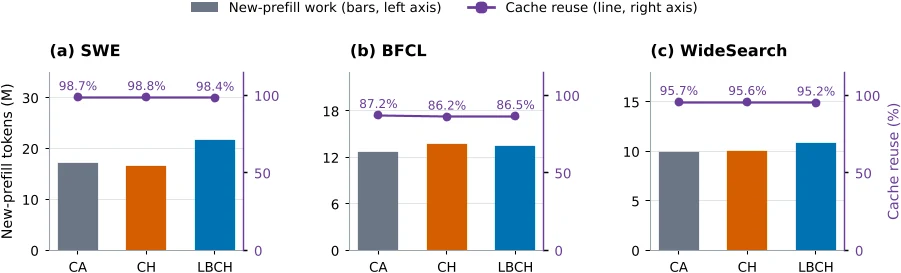 New-prefill work (bars, left axis) Cache reuse (line, right axis)
(a) SWE
New-prefill tokens (M)
30
20
10
0
98.7% 98.8% 98.4%
100
50
0
CA CH LBCH
(b) BFCL
18
12
6
0
87.2% 86.2% 86.5%
100
50
0
CA CH LBCH
(c) WideSearch
15
10
5
0
95.7% 95.6% 95.2%
100
50
0
Cache reuse (%)
CA CH LBCH